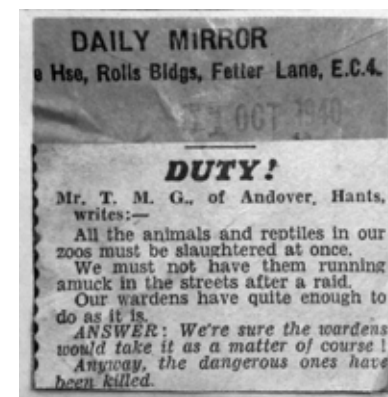 DAILY MIRROR
e Hse, Rolls Bldgs, Fetter Lane, E.C.4.
11 OCT 1940
DUTY!
Mr. T. M. G., of Andover, Hants,
writes:—
All the animals and reptiles in our
zoos must be slaughtered at once.
We must not have them running
amuck in the streets after a raid.
Our wardens have quite enough to
do as it is.
ANSWER: We're sure the wardens
would take it as a matter of course!
Anyway, the dangerous ones have
been killed.